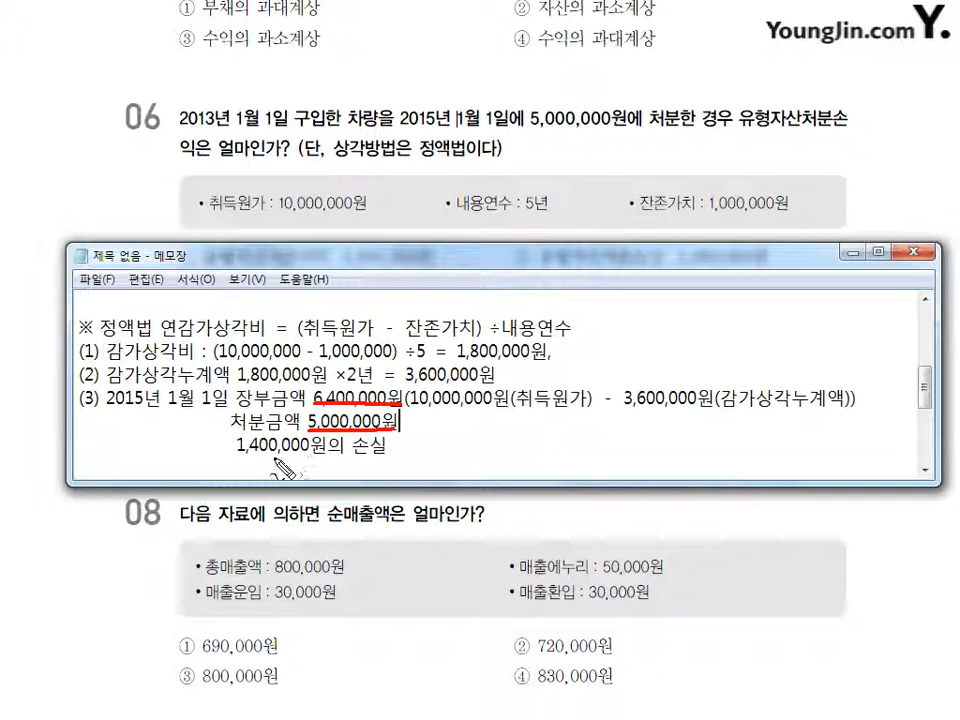 ① 부채의 과대계상 ② 자산의 과소계상
YoungJin.com Y.
③ 수익의 과소계상 ④ 수익의 과대계상
06 2013년 1월 1일 구입한 차량을 2015년 1월 1일에 5,000,000원에 처분한 경우 유형자산처분손
익은 얼마인가? (단, 상각방법은 정액법이다)
• 취득원가 : 10,000,000원 • 내용연수 : 5년 • 잔존가치 : 1,000,000원
제목 없음 - 메모장
파일(F) 편집(E) 서식(O) 보기(V) 도움말(H)
※ 정액법 연감가상각비 = (취득원가 - 잔존가치) ÷내용연수
(1) 감가상각비 : (10,000,000 - 1,000,000) ÷5 = 1,800,000원,
(2) 감가상각누계액 1,800,000원 ×2년 = 3,600,000원
(3) 2015년 1월 1일 장부금액 6,400,000원(10,000,000원(취득원가) - 3,600,000원(감가상각누계액))
처분금액 5,000,000원
1,400,000원의 손실
08 다음 자료에 의하면 순매출액은 얼마인가?
• 총매출액 : 800,000원 • 매출에누리 : 50,000원
• 매출운임 : 30,000원 • 매출환입 : 30,000원
① 690,000원 ② 720,000원
③ 800,000원 ④ 830,000원